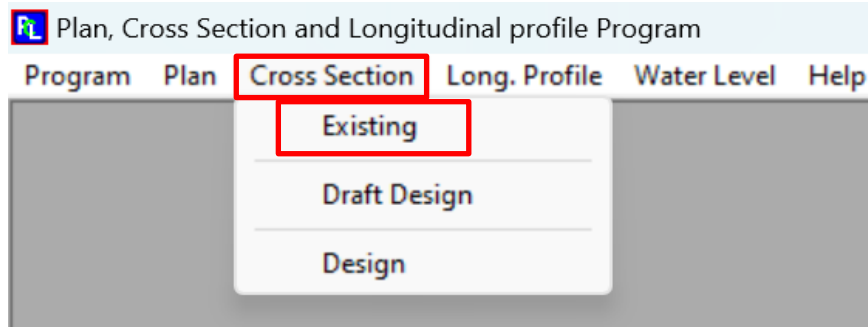 Plan, Cross Section and Longitudinal profile Program
Program Plan Cross Section Long. Profile Water Level Help
Existing
Draft Design
Design